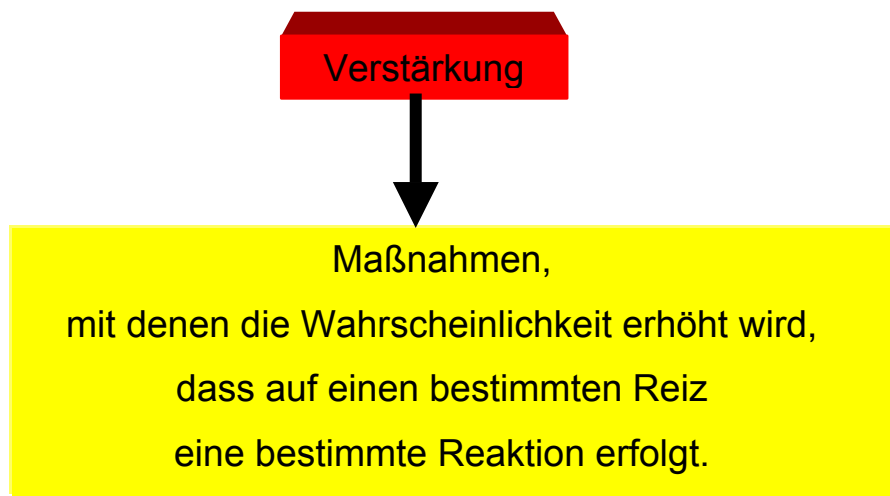 Verstärkung
Maßnahmen,
mit denen die Wahrscheinlichkeit erhöht wird,
dass auf einen bestimmten Reiz
eine bestimmte Reaktion erfolgt.